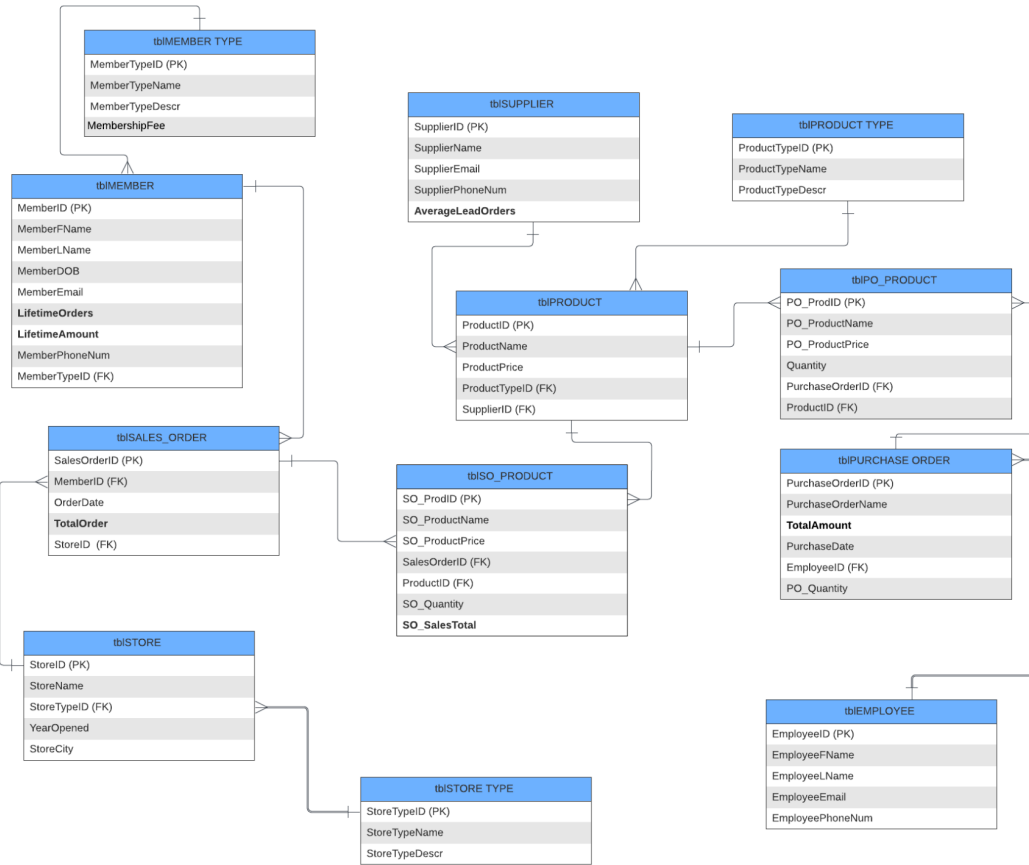 tblMEMBER TYPE
MemberTypeID (PK)
MemberTypeName
MemberTypeDescr
MembershipFee
tblSUPPLIER
SupplierID (PK)
SupplierName
SupplierEmail
SupplierPhoneNum
AverageLeadOrders
tblPRODUCT TYPE
ProductTypeID (PK)
ProductTypeName
ProductTypeDescr
tblMEMBER
MemberID (PK)
MemberFName
MemberLName
MemberDOB
MemberEmail
LifetimeOrders
LifetimeAmount
MemberPhoneNum
MemberTypeID (FK)
tblPRODUCT
ProductID (PK)
ProductName
ProductPrice
ProductTypeID (FK)
SupplierID (FK)
tblPO_PRODUCT
PO_ProdID (PK)
PO_ProductName
PO_ProductPrice
Quantity
PurchaseOrderID (FK)
ProductID (FK)
tblSALES_ORDER
SalesOrderID (PK)
MemberID (FK)
OrderDate
TotalOrder
StoreID (FK)
tblSO_PRODUCT
SO_ProdID (PK)
SO_ProductName
SO_ProductPrice
SalesOrderID (FK)
ProductID (FK)
SO_Quantity
SO_SalesTotal
tblPURCHASE ORDER
PurchaseOrderID (PK)
PurchaseOrderName
TotalAmount
PurchaseDate
EmployeeID (FK)
PO_Quantity
tblSTORE
StoreID (PK)
StoreName
StoreTypeID (FK)
YearOpened
StoreCity
tblSTORE TYPE
StoreTypeID (PK)
StoreTypeName
StoreTypeDescr
tblEMPLOYEE
EmployeeID (PK)
EmployeeFName
EmployeeLName
EmployeeEmail
EmployeePhoneNum